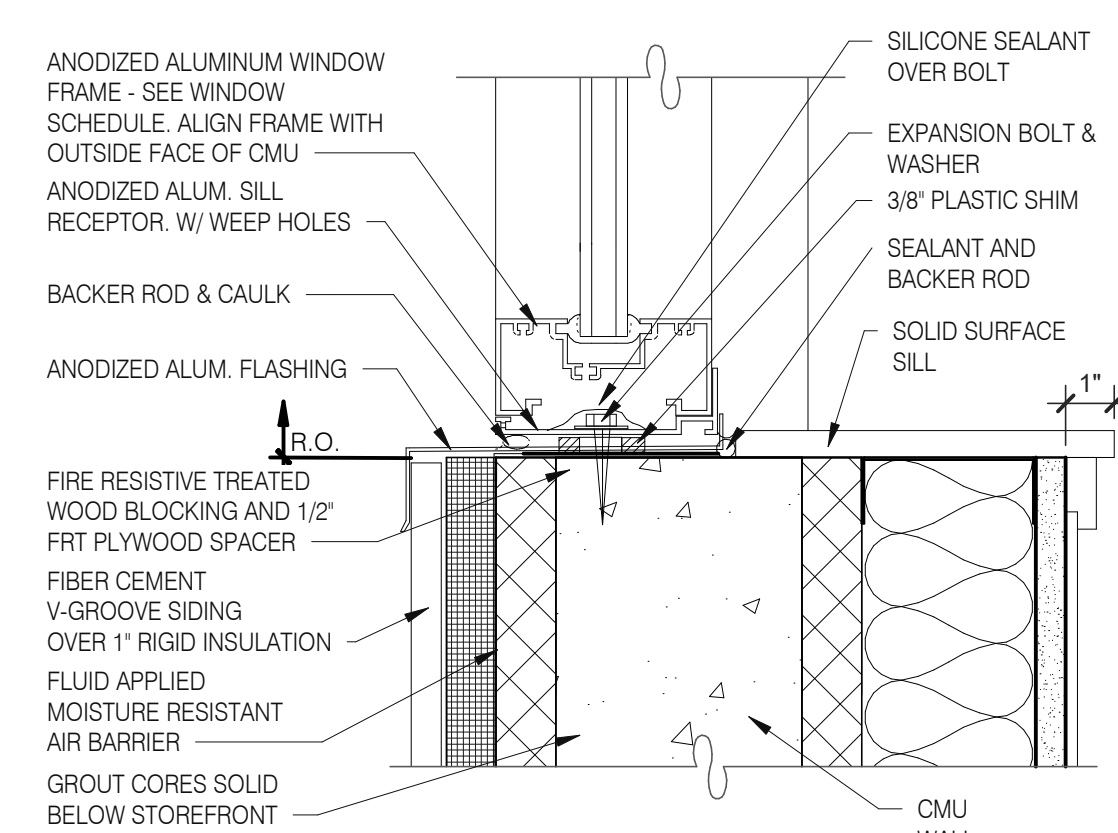 ANODIZED ALUMINUM WINDOW
FRAME - SEE WINDOW
SCHEDULE. ALIGN FRAME WITH
OUTSIDE FACE OF CMU
ANODIZED ALUM. SILL
RECEPTOR. W/ WEEP HOLES
BACKER ROD & CAULK
ANODIZED ALUM. FLASHING
R.O.
FIRE RESISTIVE TREATED
WOOD BLOCKING AND 1/2"
FRT PLYWOOD SPACER
FIBER CEMENT
V-GROOVE SIDING
OVER 1" RIGID INSULATION
FLUID APPLIED
MOISTURE RESISTANT
AIR BARRIER
GROUT CORES SOLID
BELOW STOREFRONT
SILICONE SEALANT
OVER BOLT
EXPANSION BOLT &
WASHER
3/8" PLASTIC SHIM
SEALANT AND
BACKER ROD
SOLID SURFACE
SILL
1"
CMU
WALL